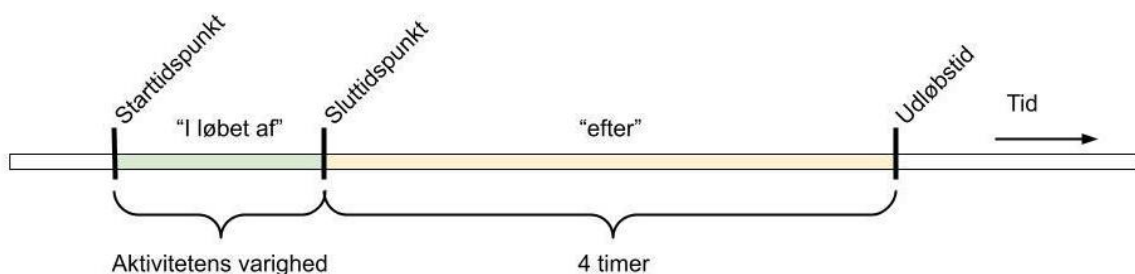 Starttidspunkt
Sluttidspunkt
Udløbstid
Tid
“I løbet af”
“efter”
Aktivitetens varighed
4 timer